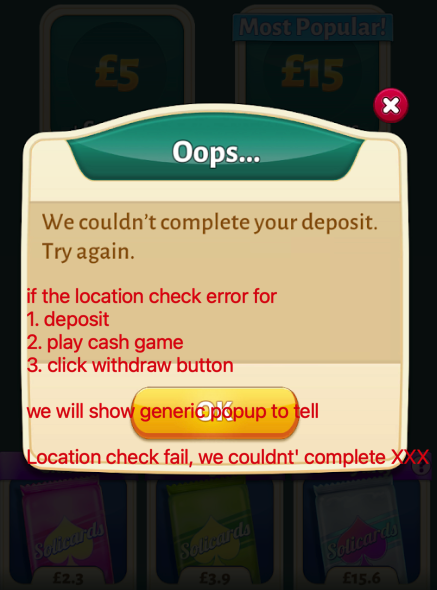 £5
Most Popular!
£15
Oops...
We couldn't complete your deposit.
Try again.
if the location check error for
1. deposit
2. play cash game
3. click withdraw button
OK
we will show generic popup to tell
Location check fail, we couldnt' complete XXX
Solicards
Solicards
Solicards
£2.3
£3.9
£15.6